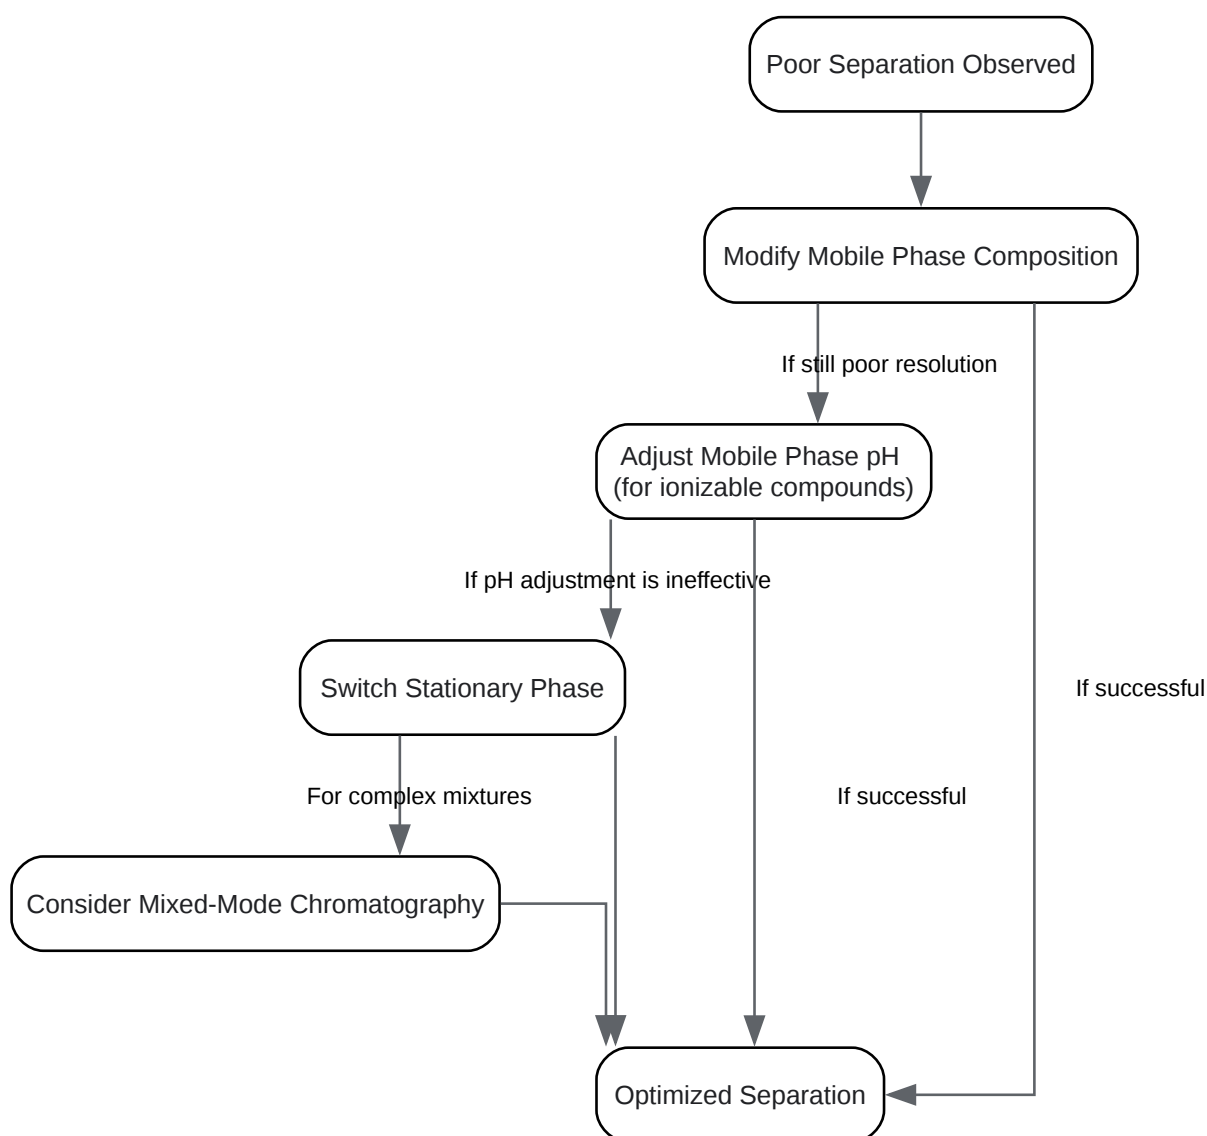 Poor Separation Observed
Modify Mobile Phase Composition
If still poor resolution
Adjust Mobile Phase pH
(for ionizable compounds)
If pH adjustment is ineffective
Switch Stationary Phase
If successful
For complex mixtures
If successful
Consider Mixed-Mode Chromatography
Optimized Separation